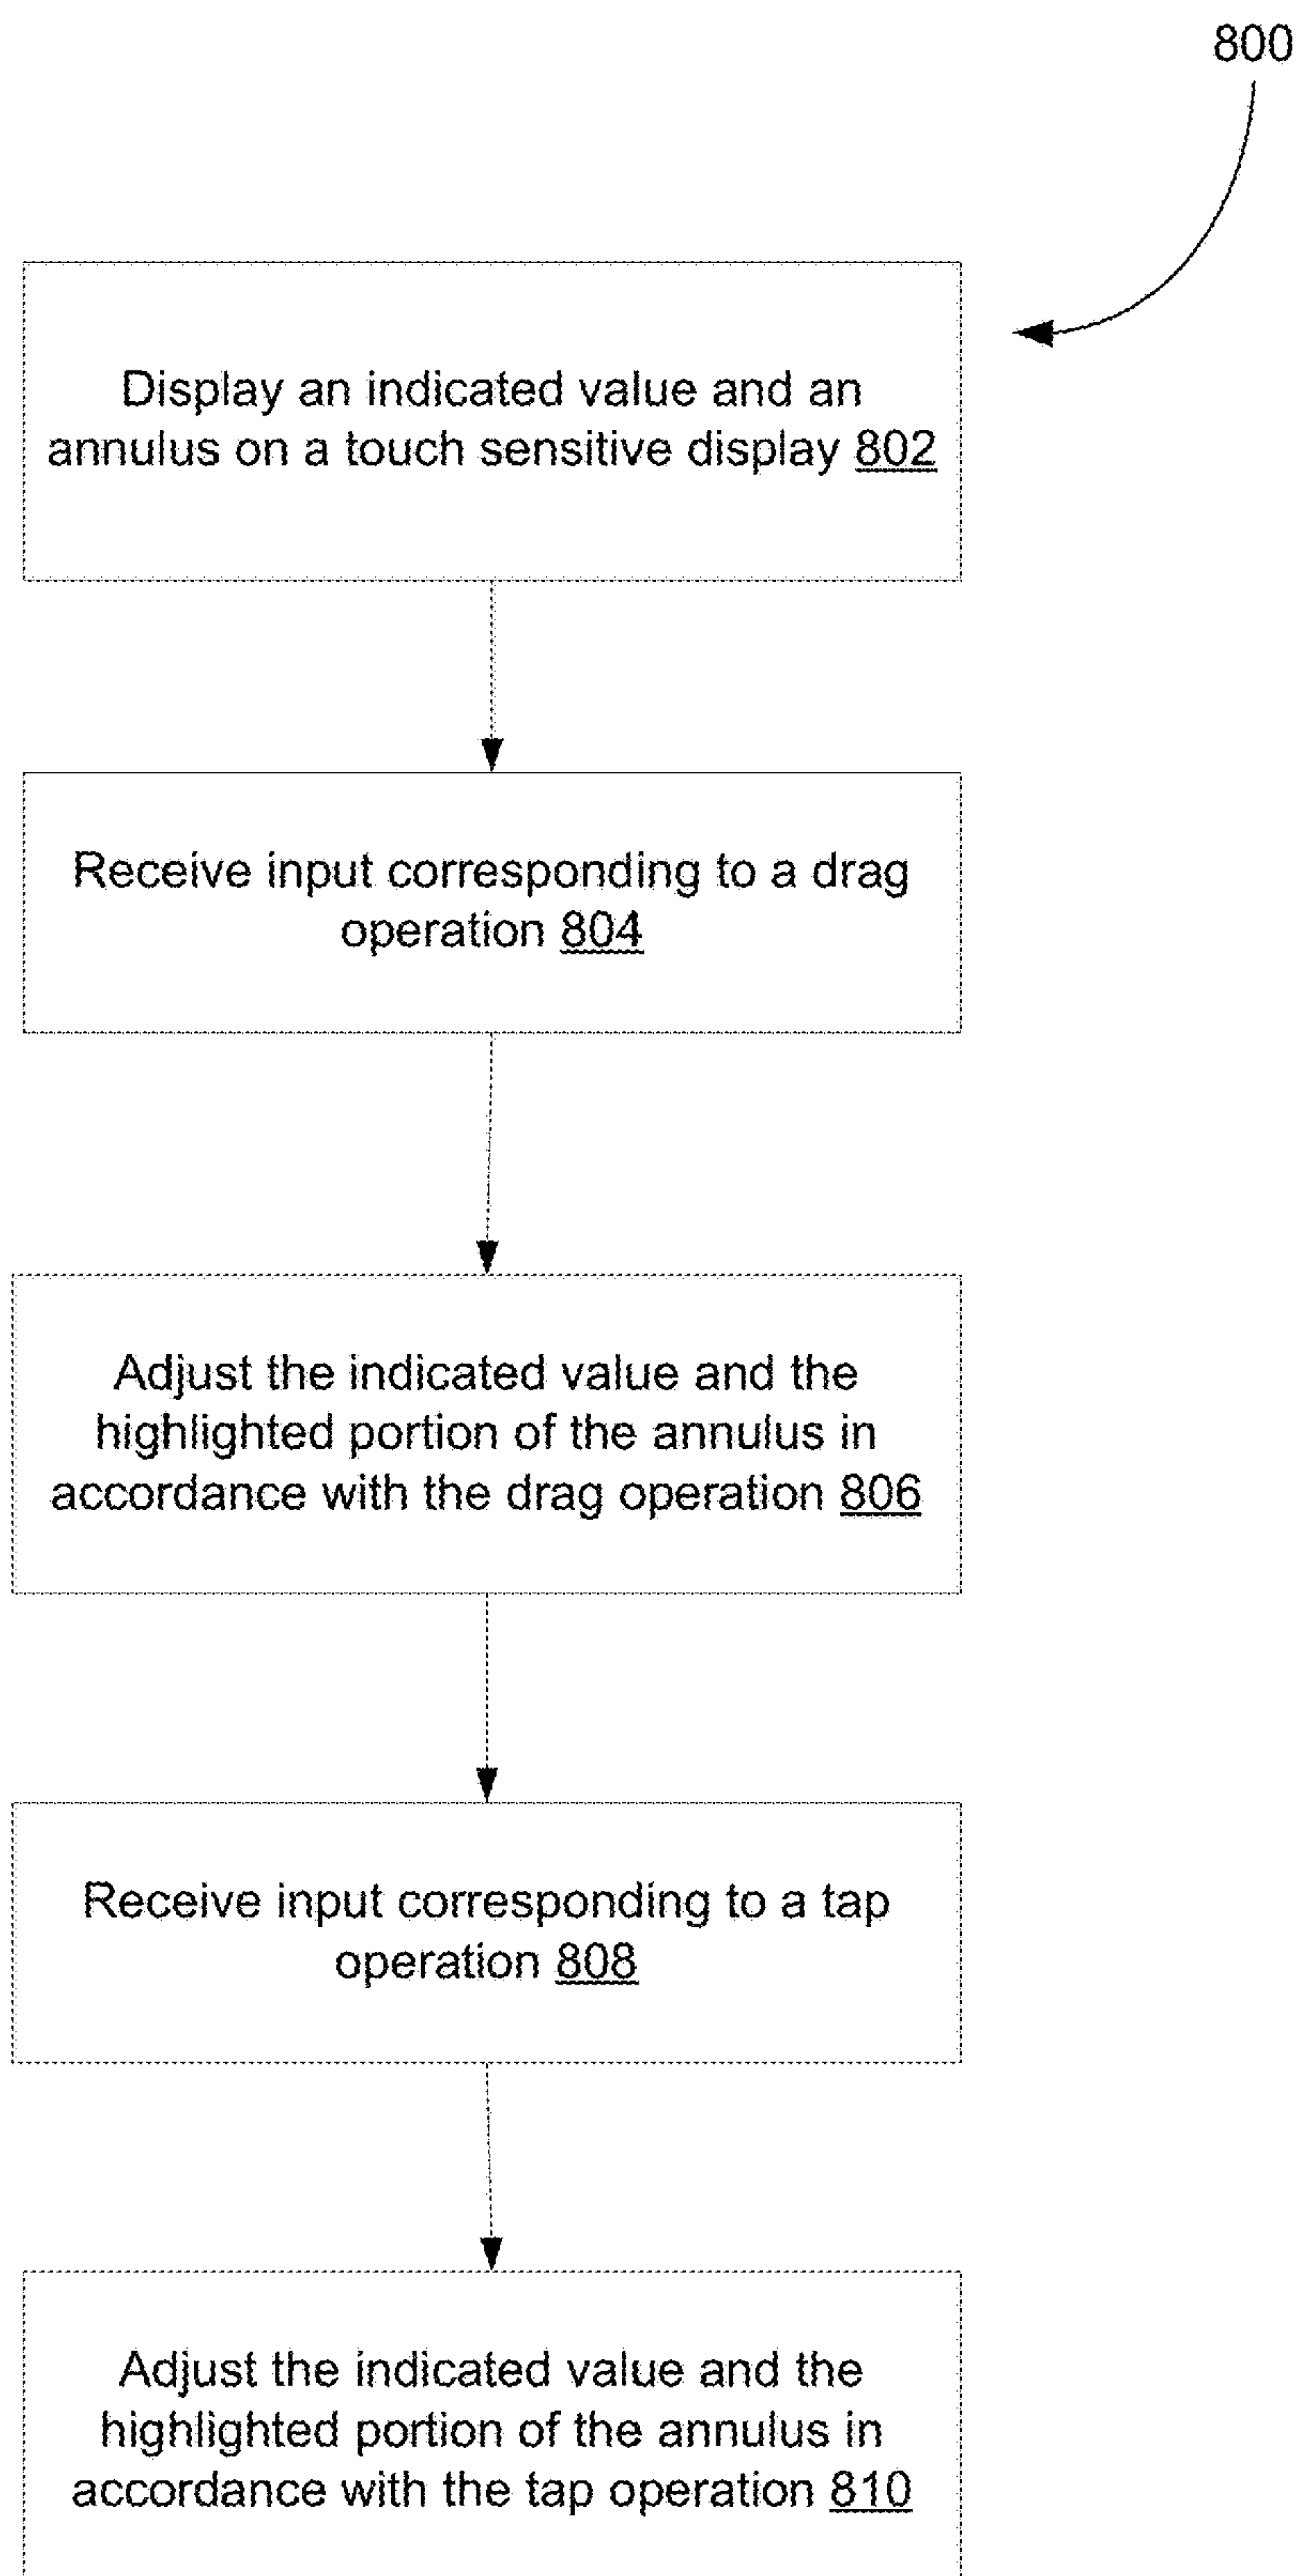 800
Display an indicated value and an
annulus on a touch sensitive display 802
Receive input corresponding to a drag
operation 804
Adjust the indicated value and the
highlighted portion of the annulus in
accordance with the drag operation 806
Receive input corresponding to a tap
operation 808
Adjust the indicated value and the
highlighted portion of the annulus in
accordance with the tap operation 810